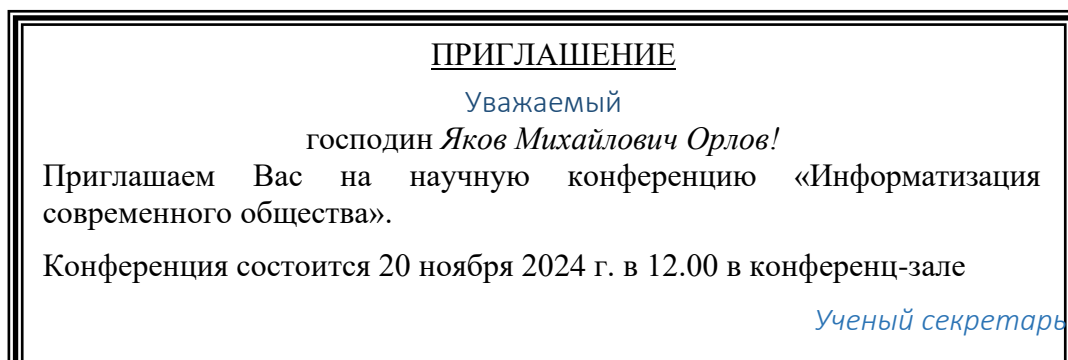 ПРИГЛАШЕНИЕ
Уважаемый
господин Яков Михайлович Орлов!
Приглашаем Вас на научную конференцию «Информатизация
современного общества».
Конференция состоится 20 ноября 2024 г. в 12.00 в конференц-зале
Ученый секретарь